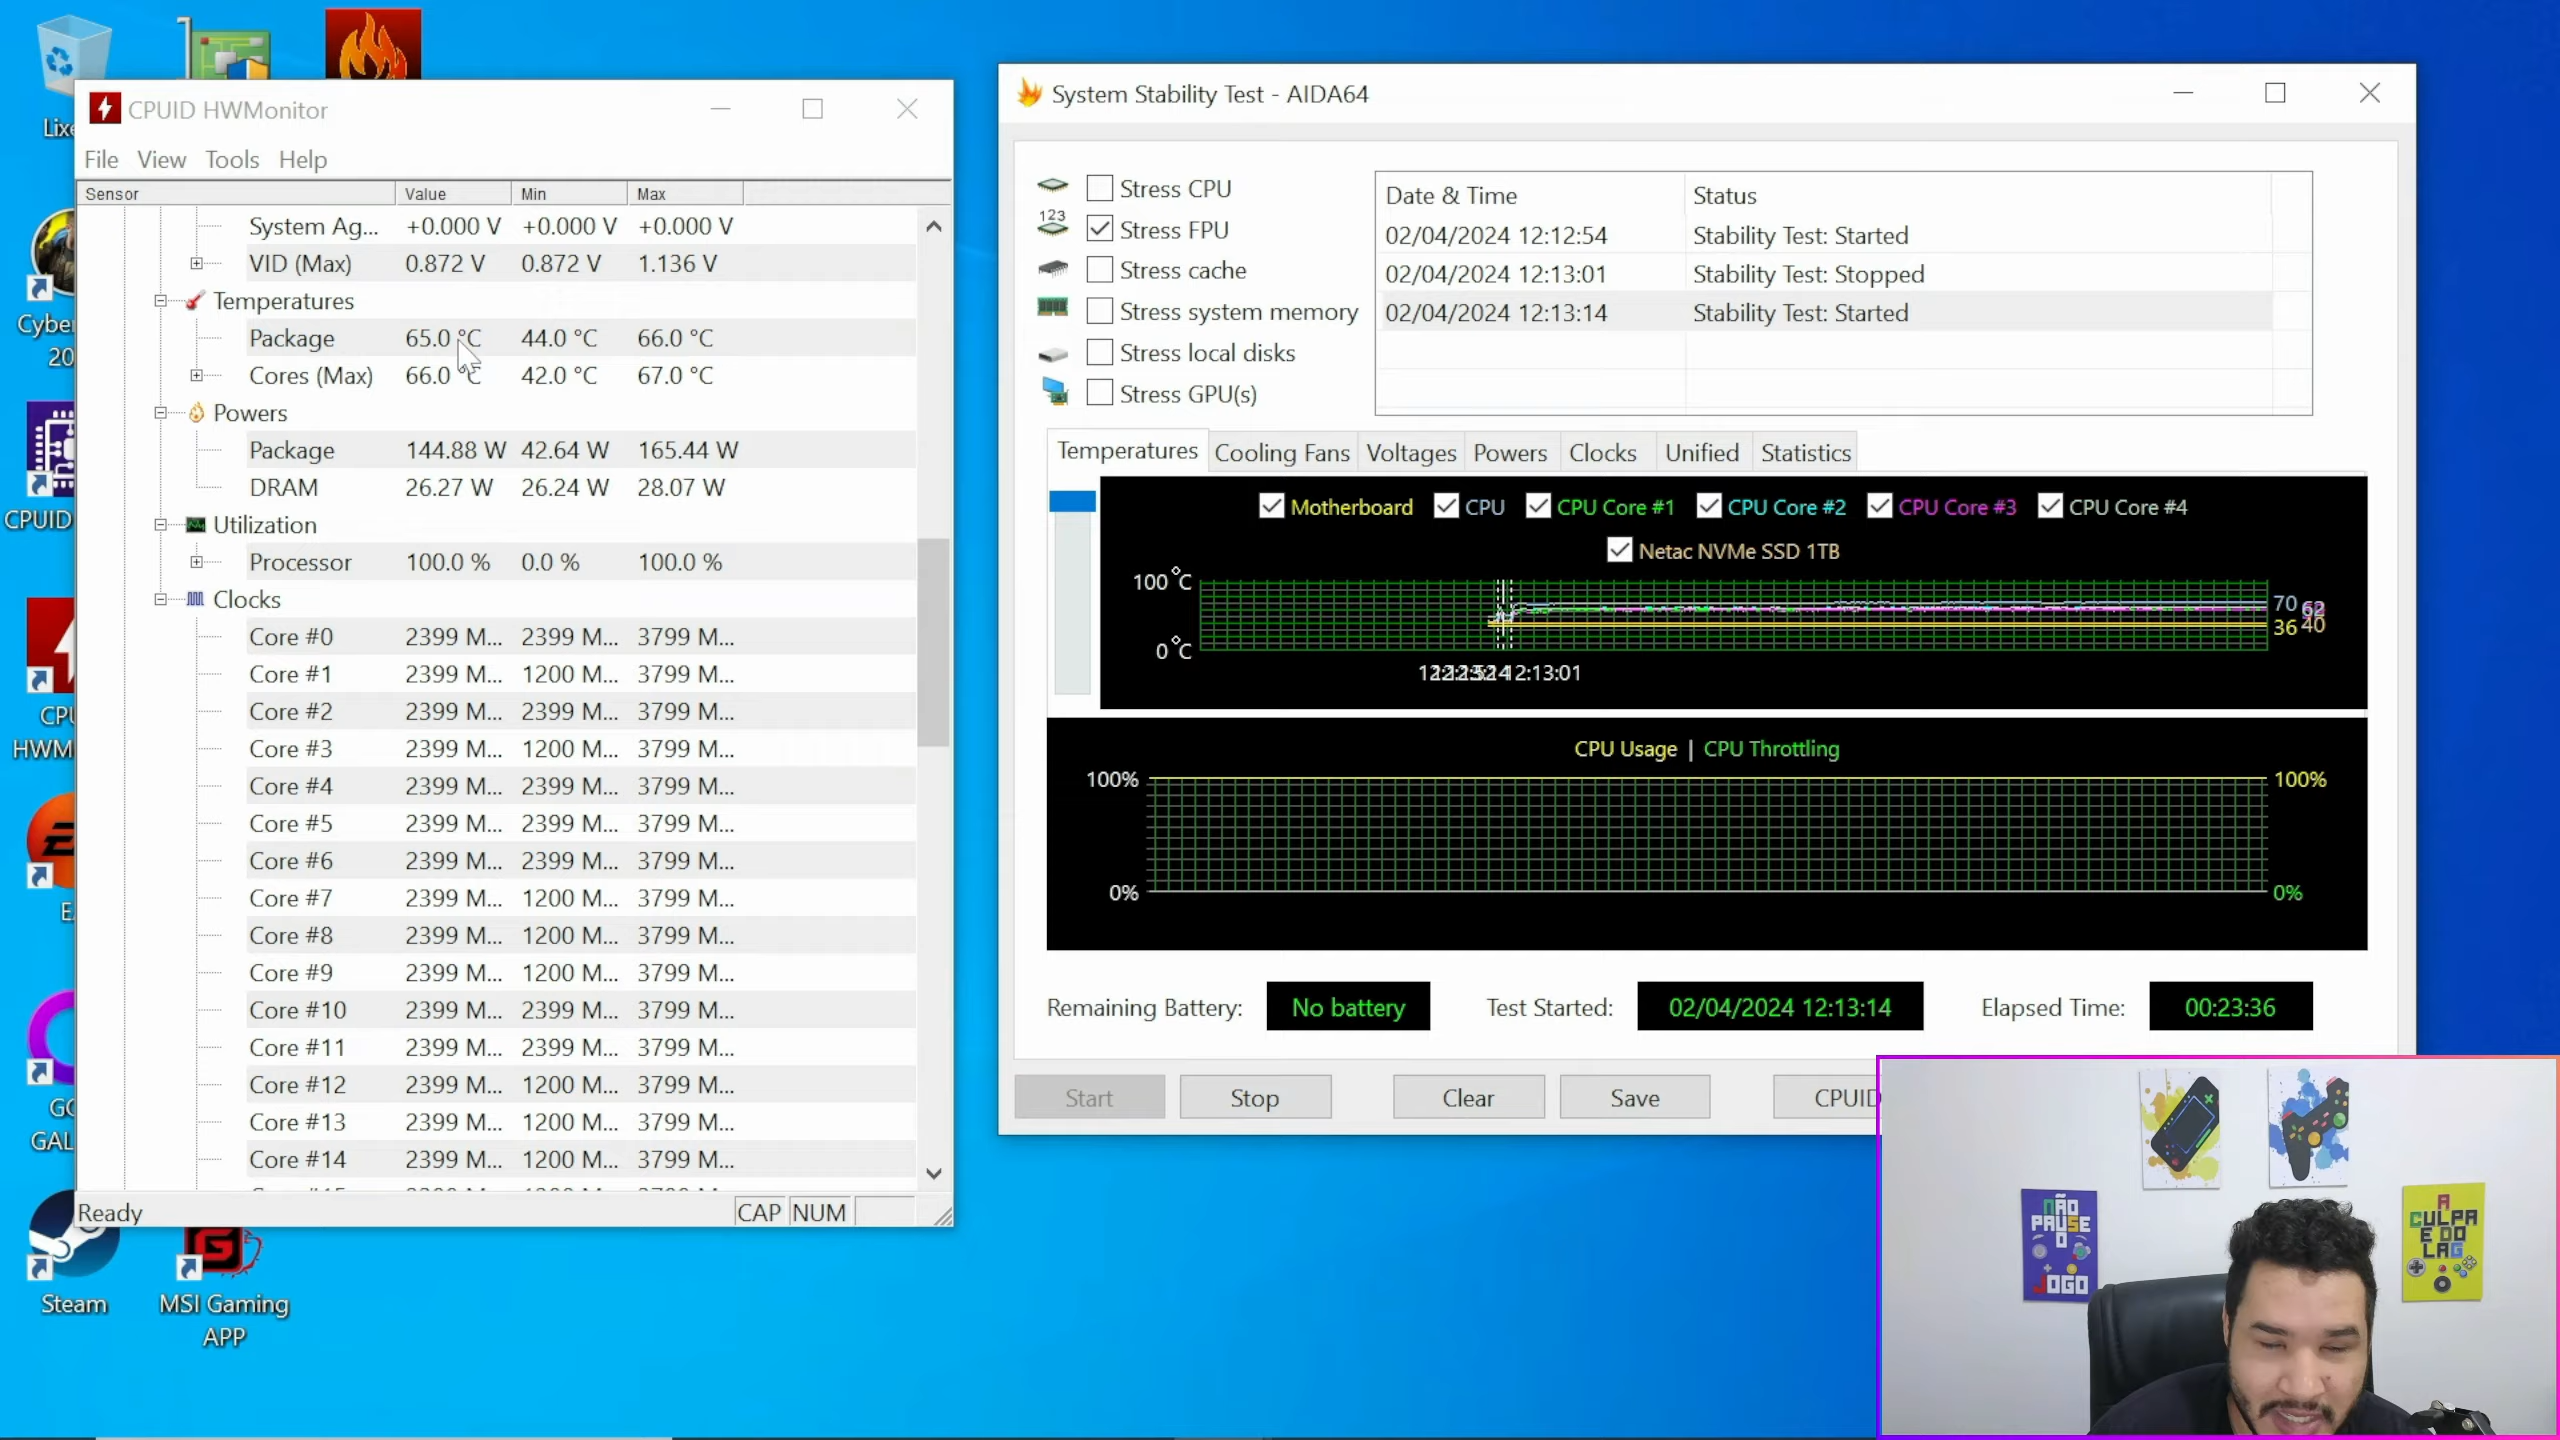 Lixe
Cyber
20
CPUID
CPU
HWM
E
GO
GAL
Steam
MSI Gaming
APP
CPUID HWMonitor
File View Tools Help
Sensor Value Min Max
System Ag... +0.000 V +0.000 V +0.000 V
VID (Max) 0.872 V 0.872 V 1.136 V
Temperatures
Package 65.0 °C 44.0 °C 66.0 °C
Cores (Max) 66.0 °C 42.0 °C 67.0 °C
Powers
Package 144.88 W 42.64 W 165.44 W
DRAM 26.27 W 26.24 W 28.07 W
Utilization
Processor 100.0 % 0.0 % 100.0 %
Clocks
Core #0 2399 M... 2399 M... 3799 M...
Core #1 2399 M... 1200 M... 3799 M...
Core #2 2399 M... 2399 M... 3799 M...
Core #3 2399 M... 1200 M... 3799 M...
Core #4 2399 M... 2399 M... 3799 M...
Core #5 2399 M... 2399 M... 3799 M...
Core #6 2399 M... 2399 M... 3799 M...
Core #7 2399 M... 1200 M... 3799 M...
Core #8 2399 M... 1200 M... 3799 M...
Core #9 2399 M... 1200 M... 3799 M...
Core #10 2399 M... 2399 M... 3799 M...
Core #11 2399 M... 2399 M... 3799 M...
Core #12 2399 M... 1200 M... 3799 M...
Core #13 2399 M... 1200 M... 3799 M...
Core #14 2399 M... 1200 M... 3799 M...
Ready CAP NUM
System Stability Test - AIDA64
Stress CPU
123
Stress FPU
Stress cache
Stress system memory
Stress local disks
Stress GPU(s)
Date & Time Status
02/04/2024 12:12:54 Stability Test: Started
02/04/2024 12:13:01 Stability Test: Stopped
02/04/2024 12:13:14 Stability Test: Started
Temperatures Cooling Fans Voltages Powers Clocks Unified Statistics
Motherboard CPU CPU Core #1 CPU Core #2 CPU Core #3 CPU Core #4
Netac NVMe SSD 1TB
100°C
0°C
70
36 40
12:13:01
CPU Usage | CPU Throttling
100% 100%
0% 0%
Remaining Battery: No battery Test Started: 02/04/2024 12:13:14 Elapsed Time: 00:23:36
Start Stop Clear Save CPUID
NÃO
PAUSE
O
JOGO
A
CULPA
E DO
LAG